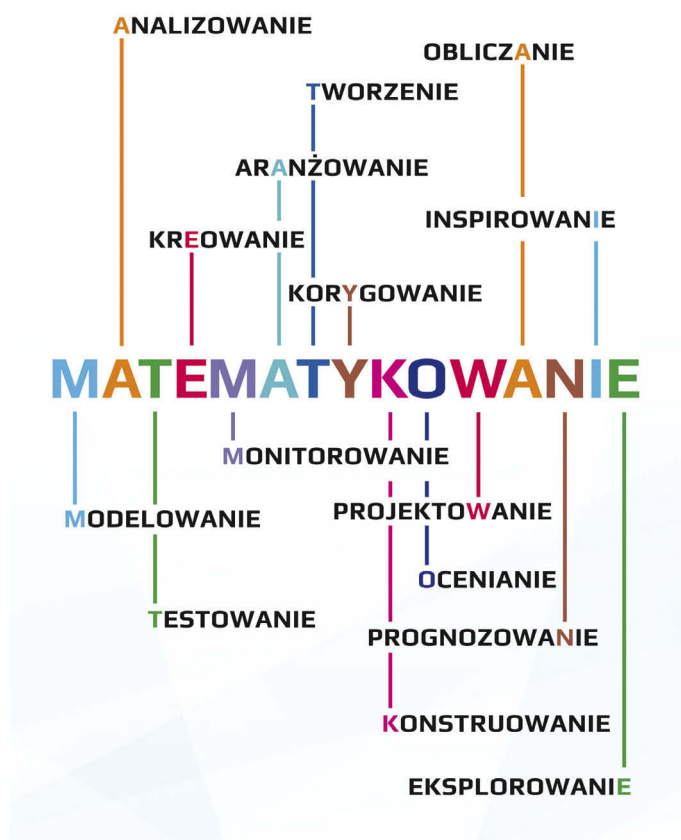 ANALIZOWANIE
OBLICZANIE
TWORZENIE
ARANŻOWANIE
INSPIROWANIE
KREOWANIE
KORYGOWANIE
MATEMATYKOWANIE
MONITOROWANIE
PROJEKTOWANIE
MODELOWANIE
OCENIANIE
TESTOWANIE
PROGNOZOWANIE
KONSTRUOWANIE
EKSPLOROWANIE